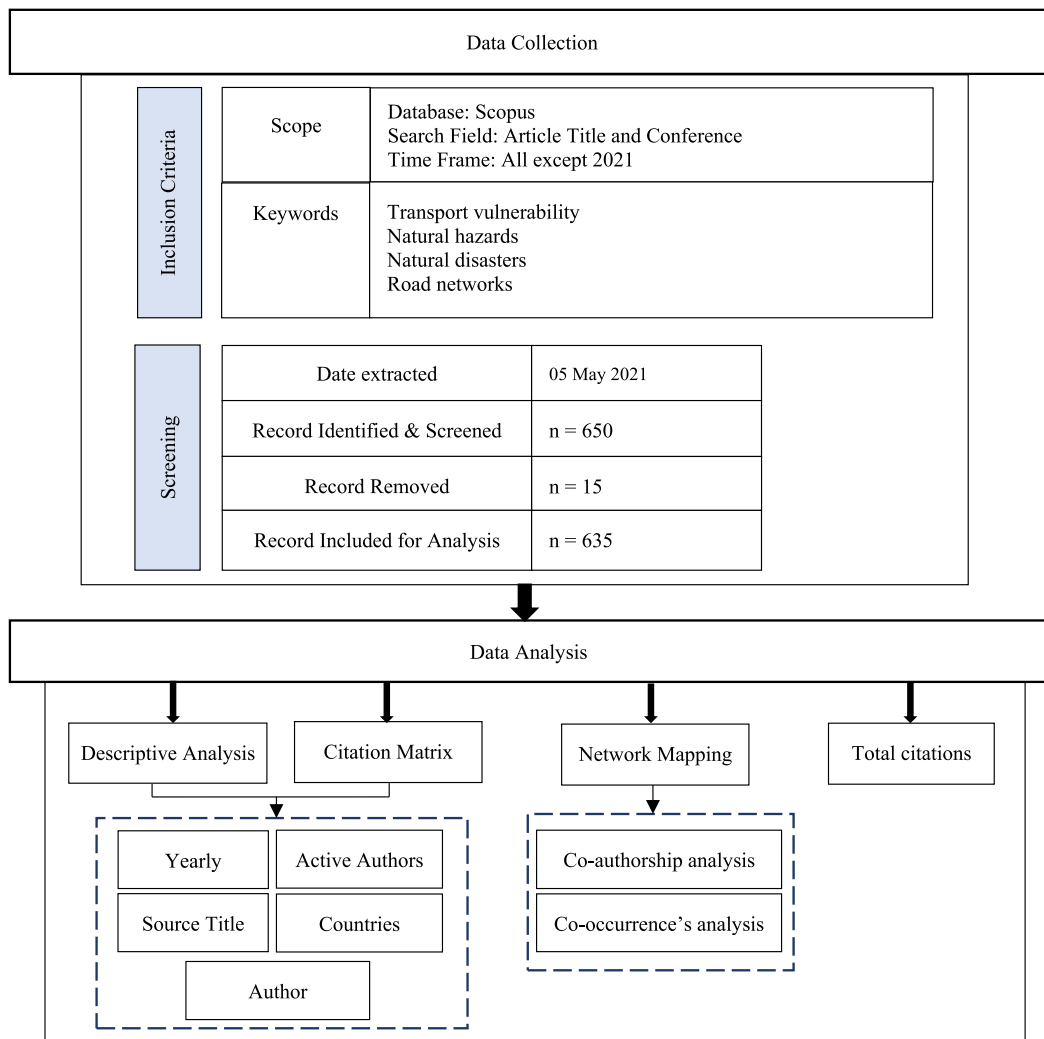 Data Collection
Inclusion Criteria
Scope
Database: Scopus
Search Field: Article Title and Conference
Time Frame: All except 2021
Keywords
Transport vulnerability
Natural hazards
Natural disasters
Road networks
Screening
Date extracted
05 May 2021
Record Identified & Screened
n = 650
Record Removed
n = 15
Record Included for Analysis
n = 635
Data Analysis
Descriptive Analysis
Citation Matrix
Network Mapping
Total citations
Yearly
Active Authors
Source Title
Countries
Author
Co-authorship analysis
Co-occurrence's analysis